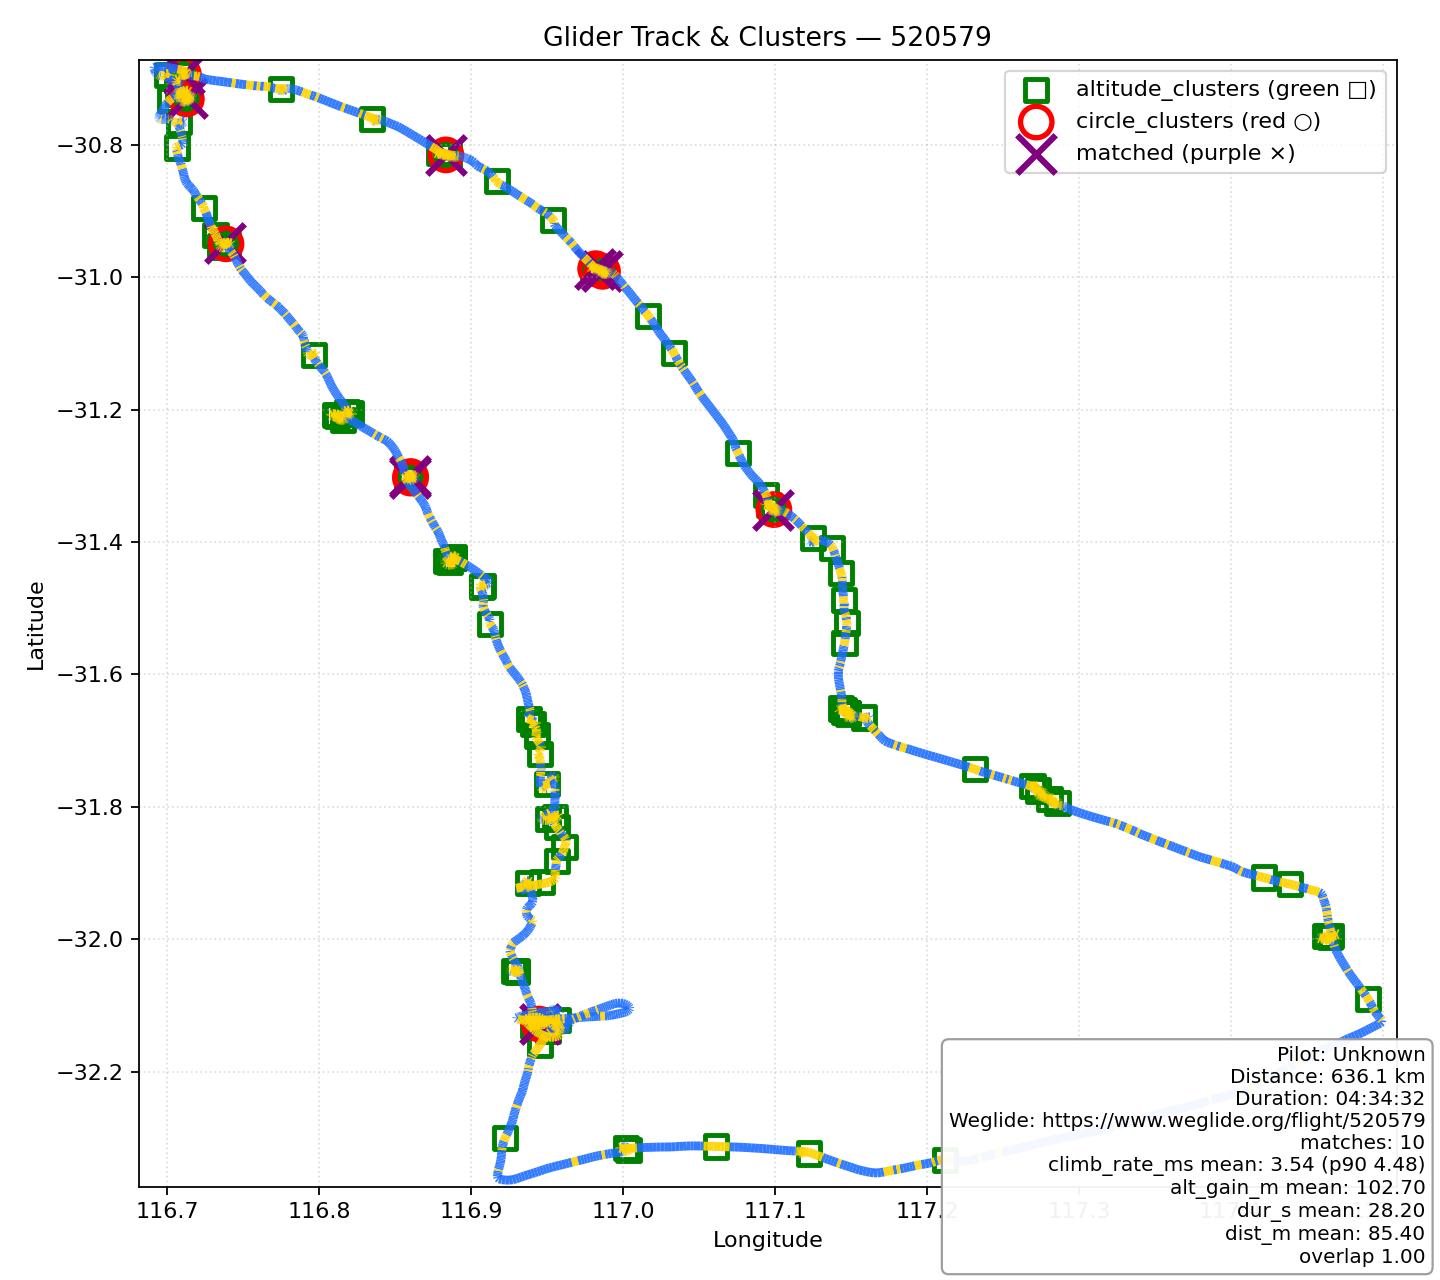 Glider Track & Clusters — 520579
altitude_clusters (green □)
circle_clusters (red ○)
matched (purple ×)
Latitude
−30.8
−31.0
−31.2
−31.4
−31.6
−31.8
−32.0
−32.2
116.7 116.8 116.9 117.0 117.1 117.2 117.3
Longitude
Pilot: Unknown
Distance: 636.1 km
Duration: 04:34:32
Weglide: https://www.weglide.org/flight/520579
matches: 10
climb_rate_ms mean: 3.54 (p90 4.48)
alt_gain_m mean: 102.70
dur_s mean: 28.20
dist_m mean: 85.40
overlap 1.00